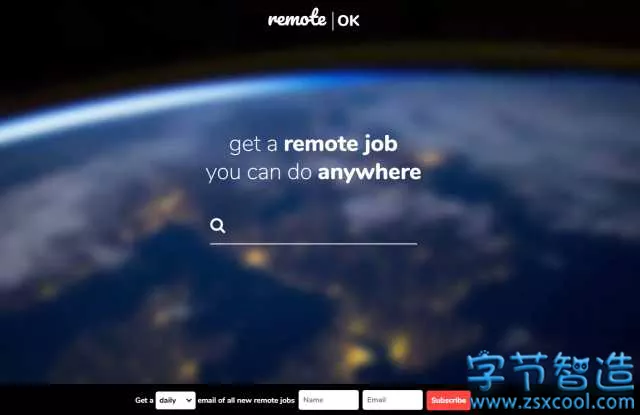 remote | OK
get a remote job
you can do anywhere
Get a daily email of all new remote jobs Name Email Subscribe
字节智造
www.zsxcool.com